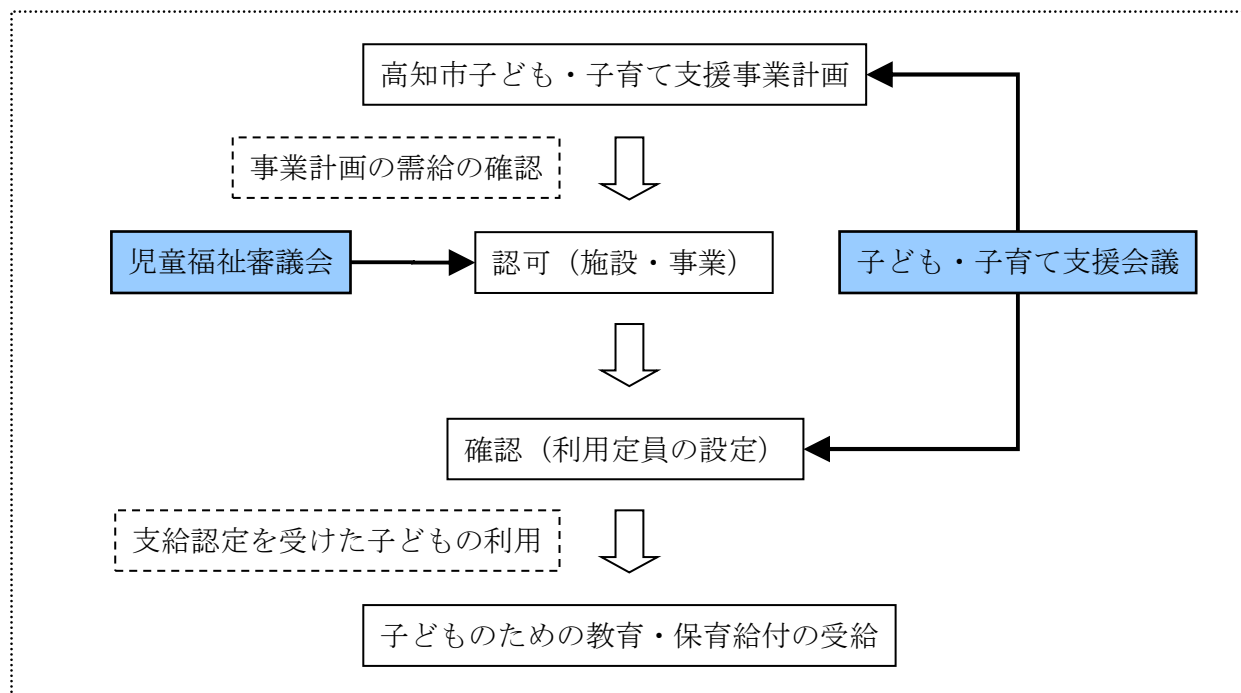 高知市子ども・子育て支援事業計画
事業計画の需給の確認
児童福祉審議会
認可（施設・事業）
子ども・子育て支援会議
確認（利用定員の設定）
支給認定を受けた子どもの利用
子どものための教育・保育給付の受給